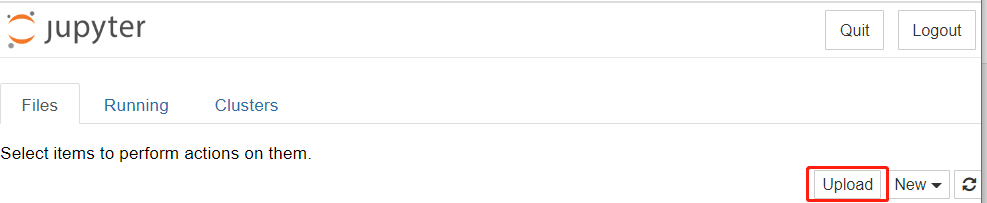 jupyter
Quit Logout
Files Running Clusters
Select items to perform actions on them.
Upload New